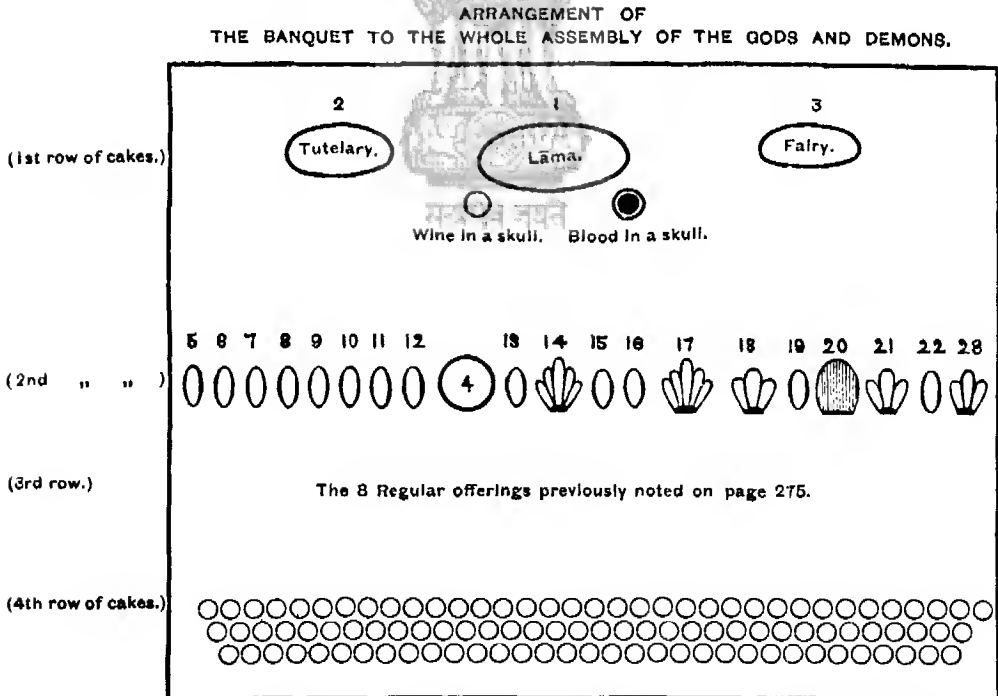 ARRANGEMENT OF
THE BANQUET TO THE WHOLE ASSEMBLY OF THE GODS AND DEMONS.
2 1 3
(1st row of cakes.) Tutelary. Lāma. Fairy.
Wine in a skull. Blood in a skull.
5 6 7 8 9 10 11 12 13 14 15 16 17 18 19 20 21 22 23
(2nd „ „ ) 4
(3rd row.) The 8 Regular offerings previously noted on page 275.
(4th row of cakes.)
सत्यमेव जयते